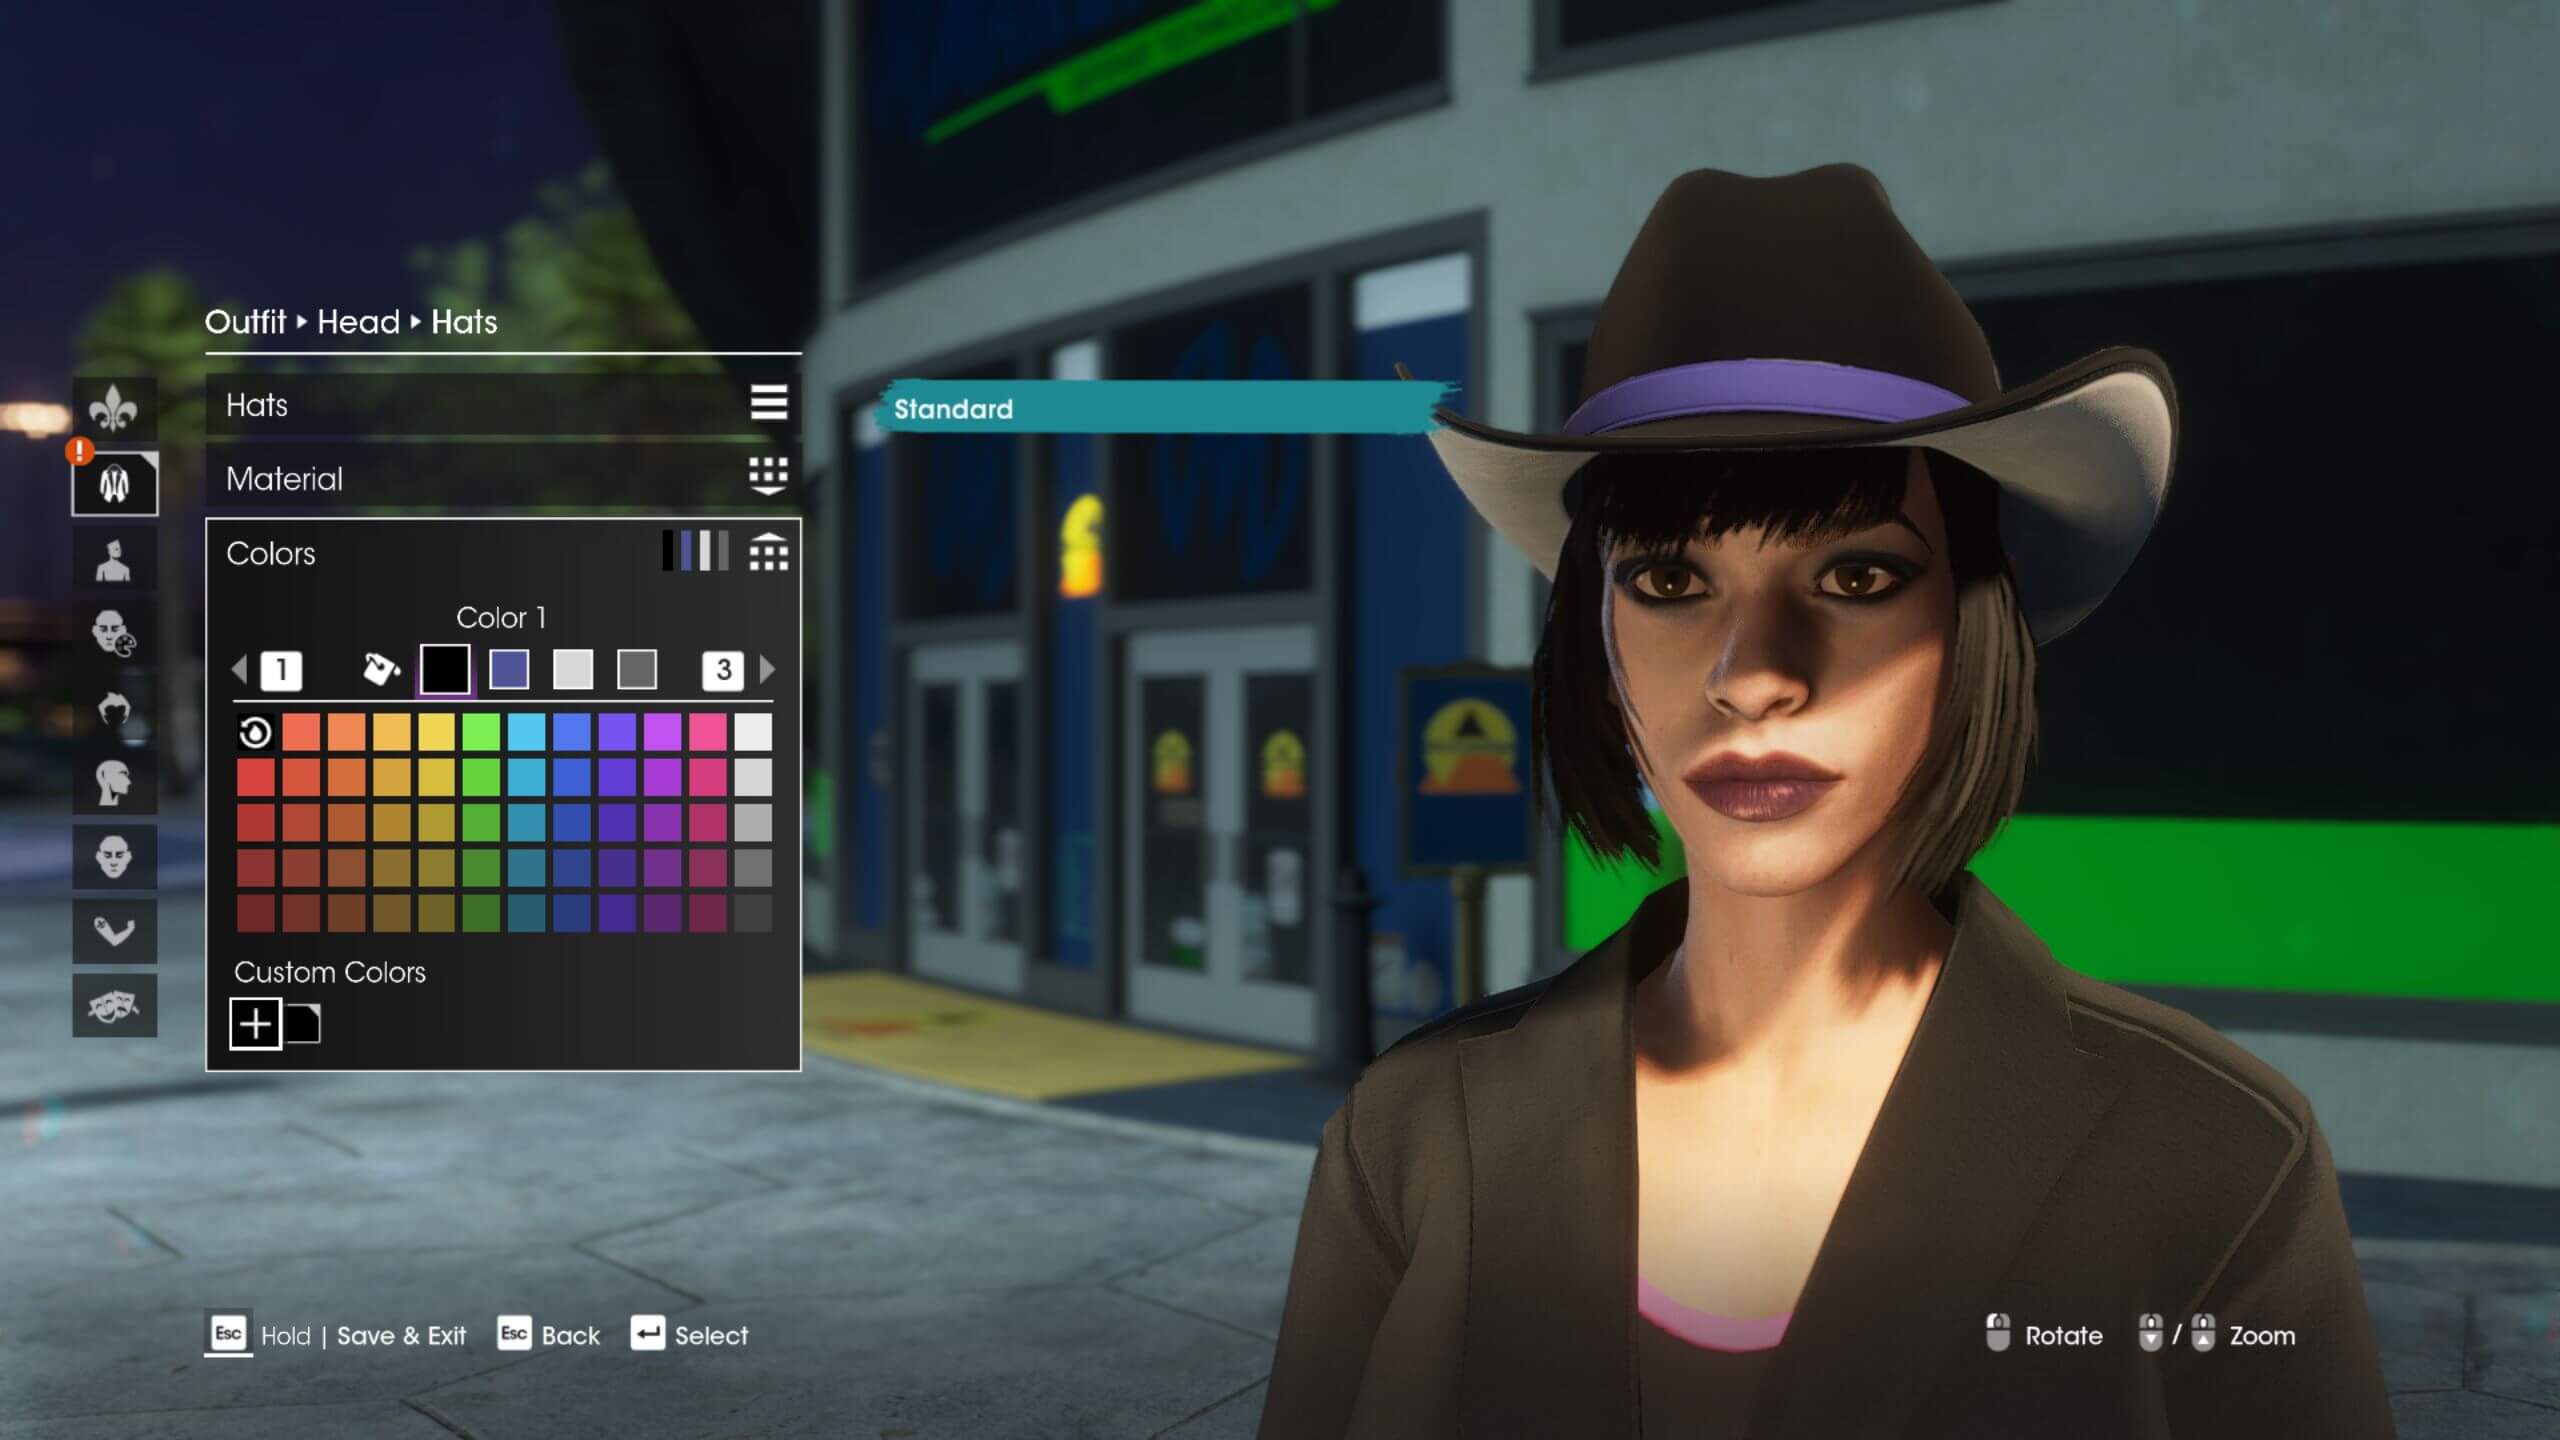 Outfit ▸ Head ▸ Hats
Hats
Material
Standard
Colors
Color 1
1
3
Custom Colors
Esc Hold | Save & Exit Esc Back Select
Rotate / Zoom